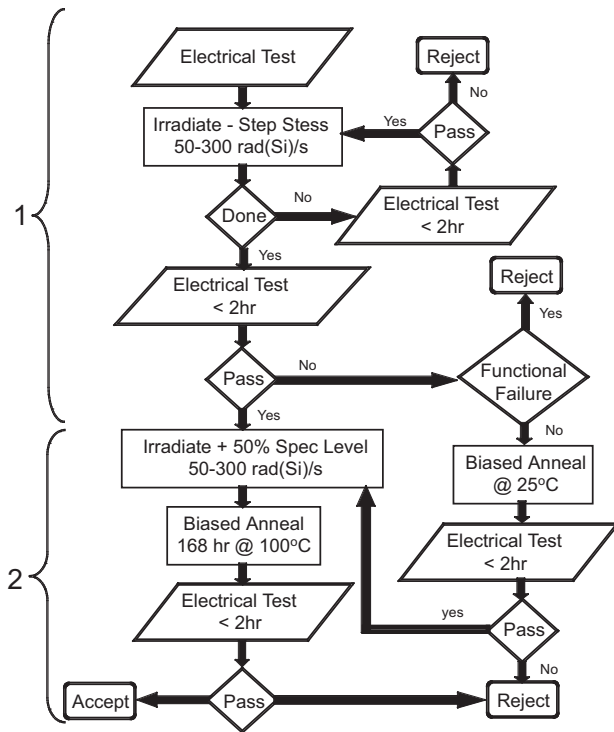 Electrical Test
Reject
No
Irradiate - Step Stess
50-300 rad(Si)/s
Yes
Pass
1
Done
No
Electrical Test
< 2hr
Yes
Electrical Test
< 2hr
Reject
Yes
Pass
No
Functional
Failure
Yes
No
Irradiate + 50% Spec Level
50-300 rad(Si)/s
Biased Anneal
@ 25oC
Biased Anneal
168 hr @ 100oC
Electrical Test
< 2hr
2
Electrical Test
< 2hr
yes
Pass
No
Accept
Pass
Reject